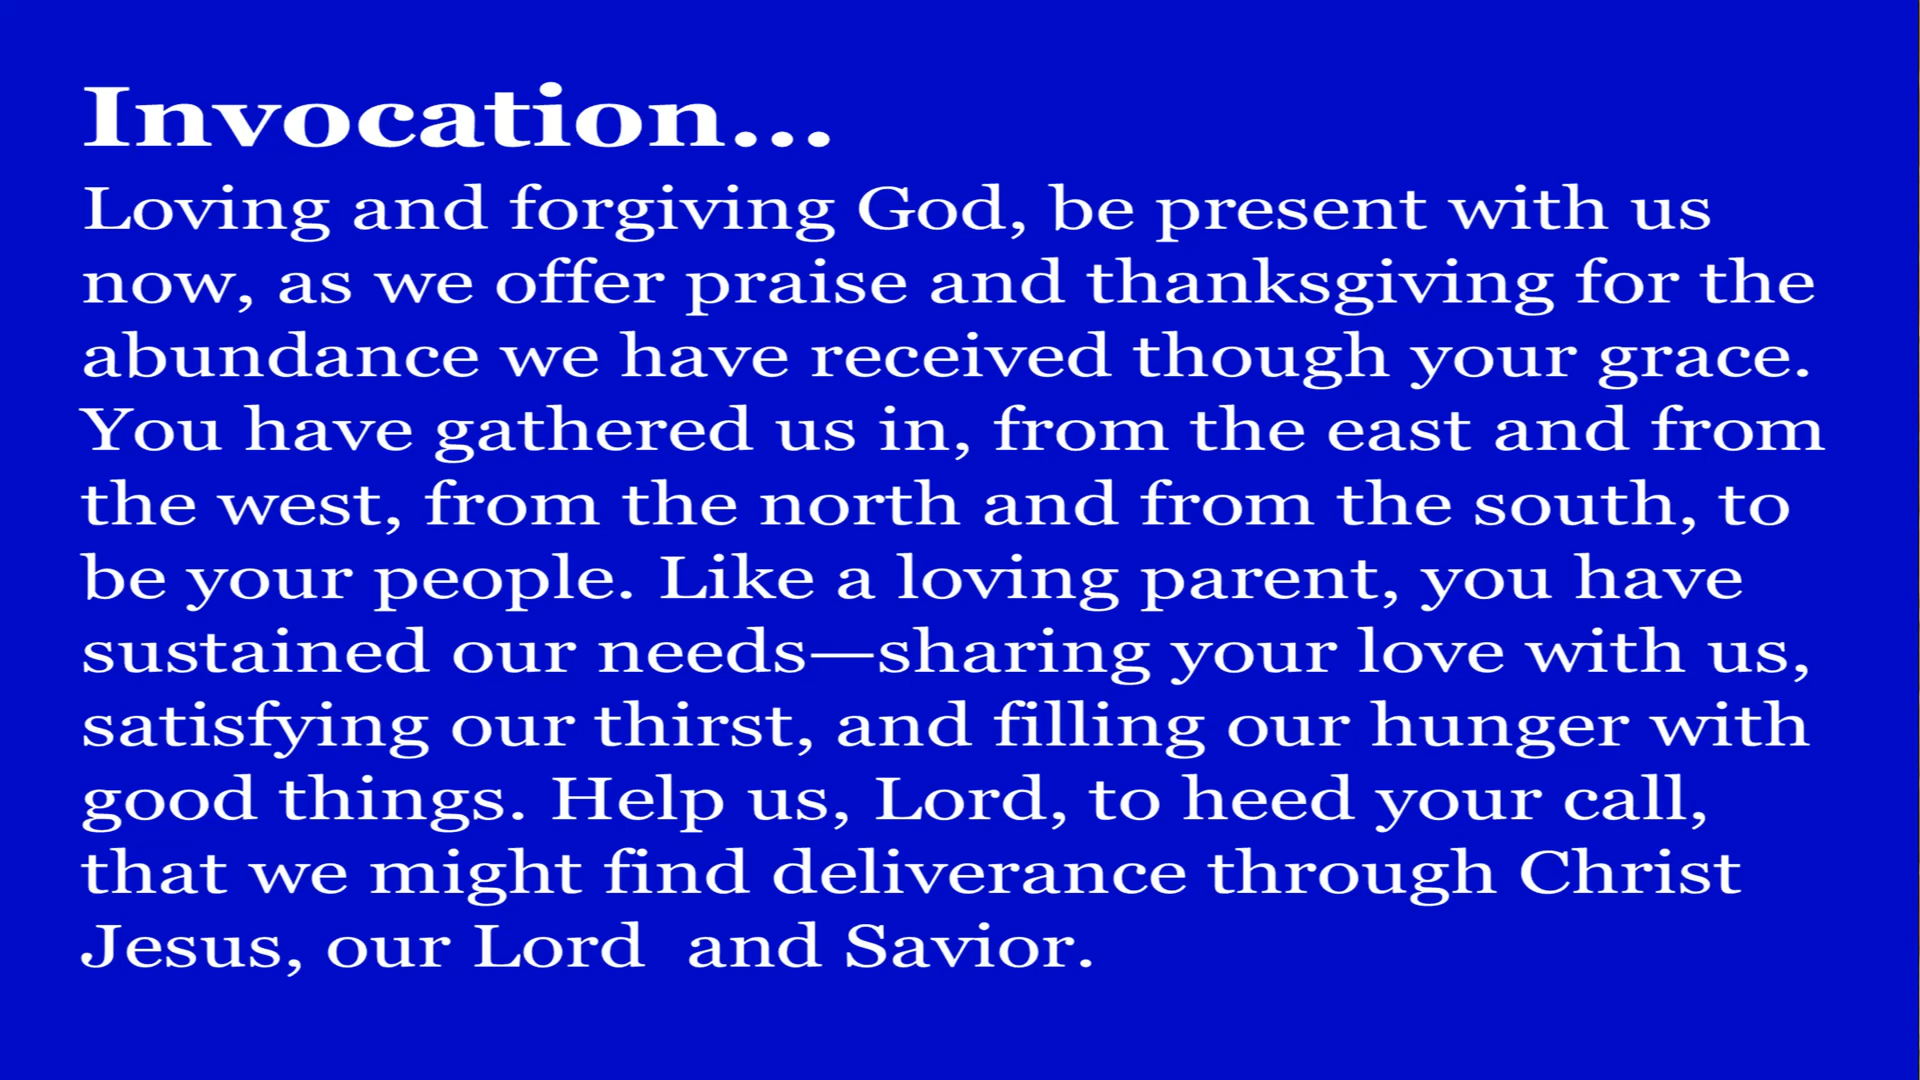 Invocation...
Loving and forgiving God, be present with us
now, as we offer praise and thanksgiving for the
abundance we have received though your grace.
You have gathered us in, from the east and from
the west, from the north and from the south, to
be your people. Like a loving parent, you have
sustained our needs—sharing your love with us,
satisfying our thirst, and filling our hunger with
good things. Help us, Lord, to heed your call,
that we might find deliverance through Christ
Jesus, our Lord  and Savior.